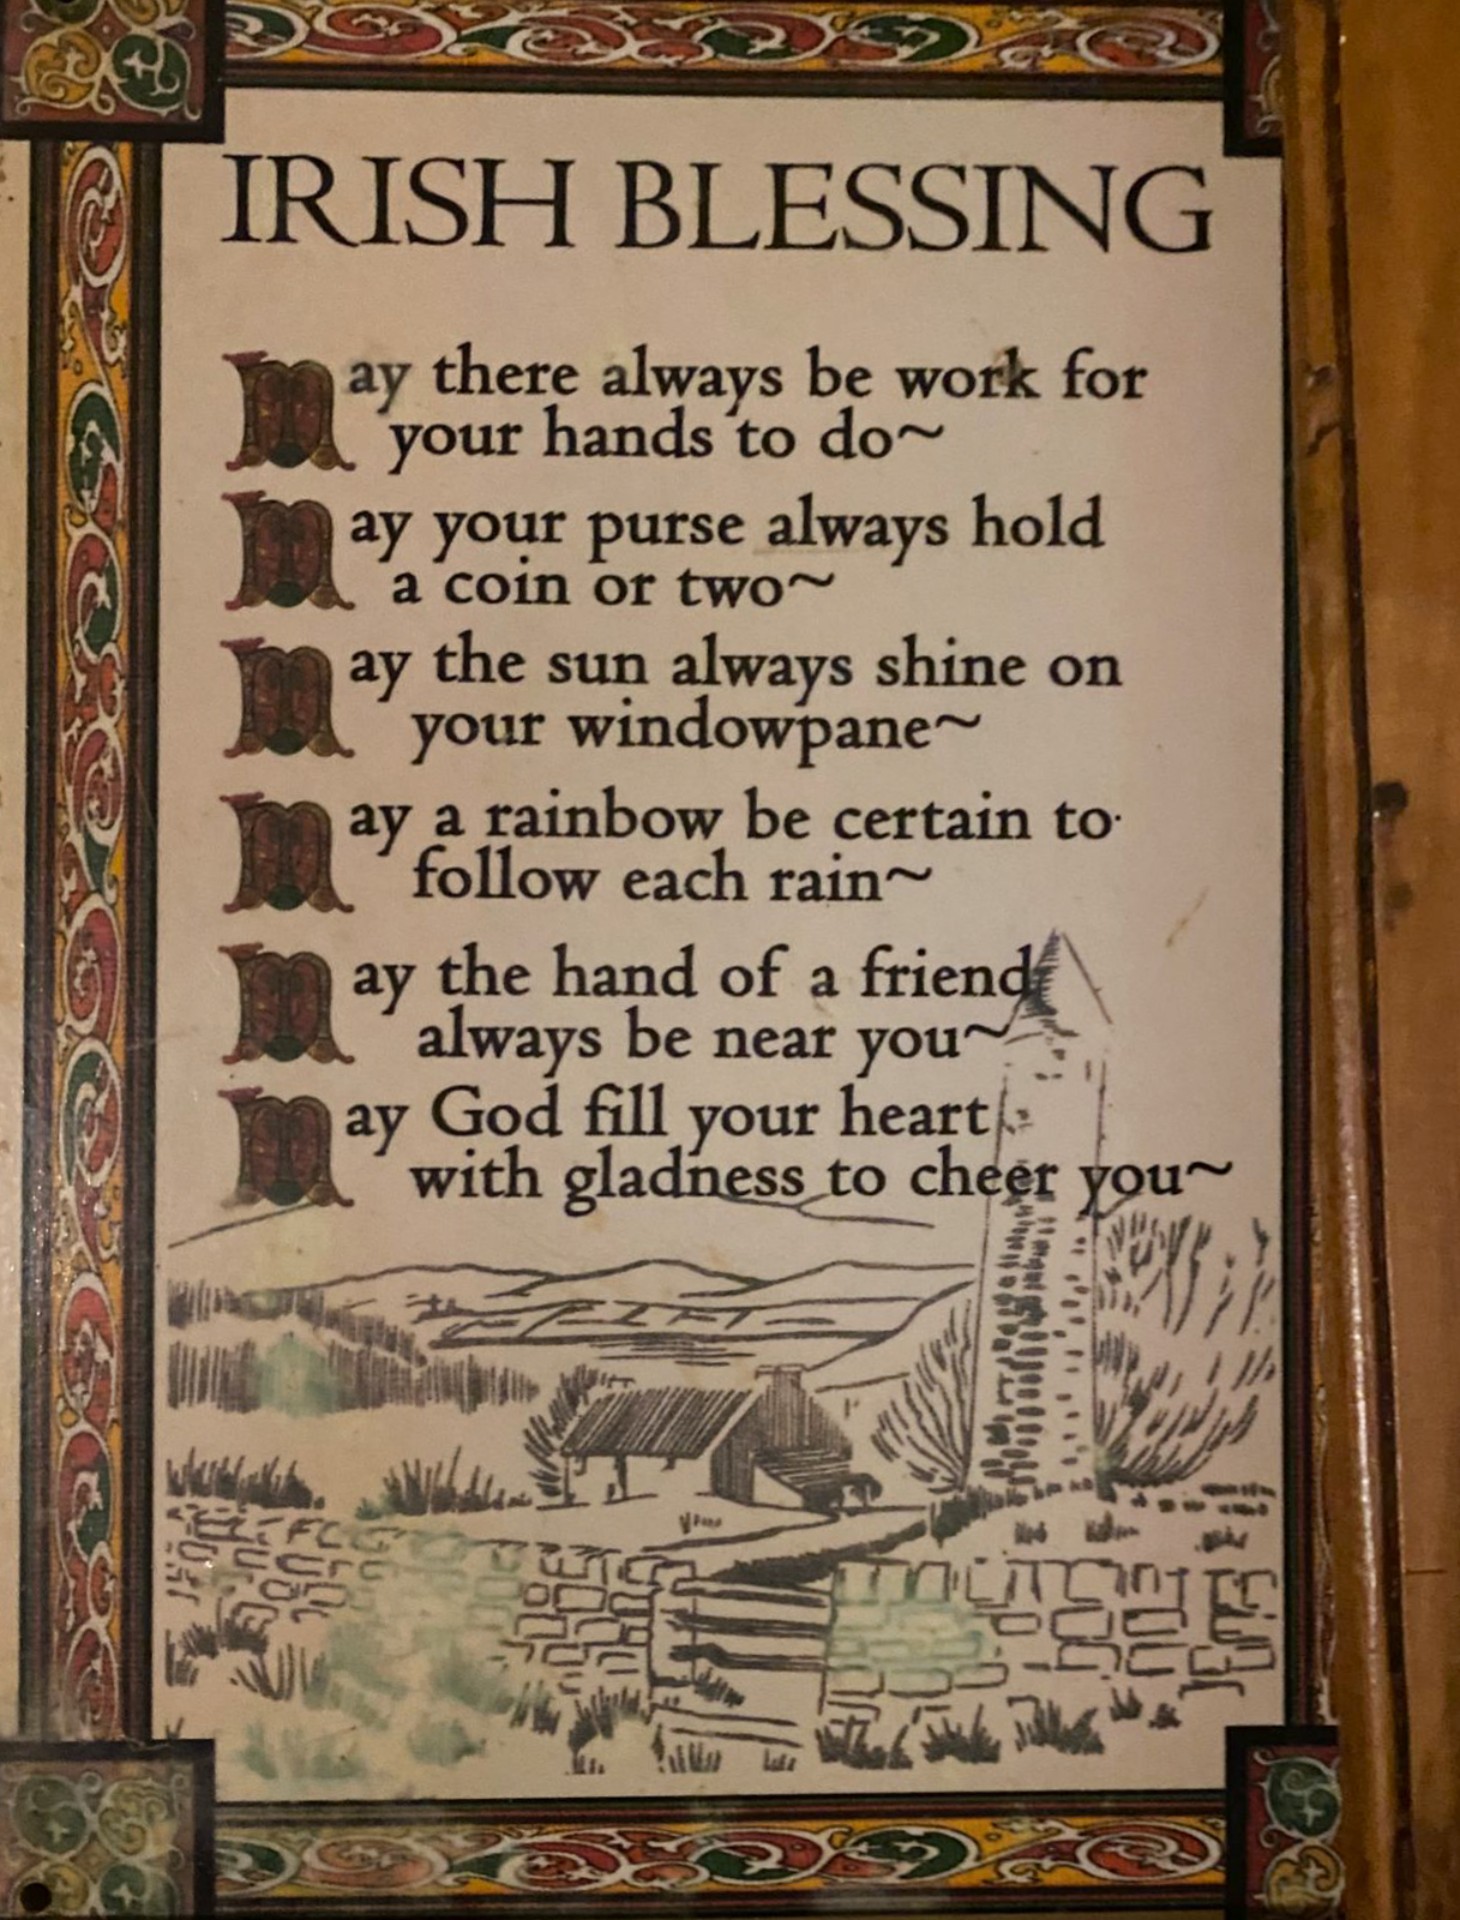 IRISH BLESSING
May there always be work for
your hands to do~
May your purse always hold
a coin or two~
May the sun always shine on
your windowpane~
May a rainbow be certain to
follow each rain~
May the hand of a friend
always be near you~
May God fill your heart
with gladness to cheer you~